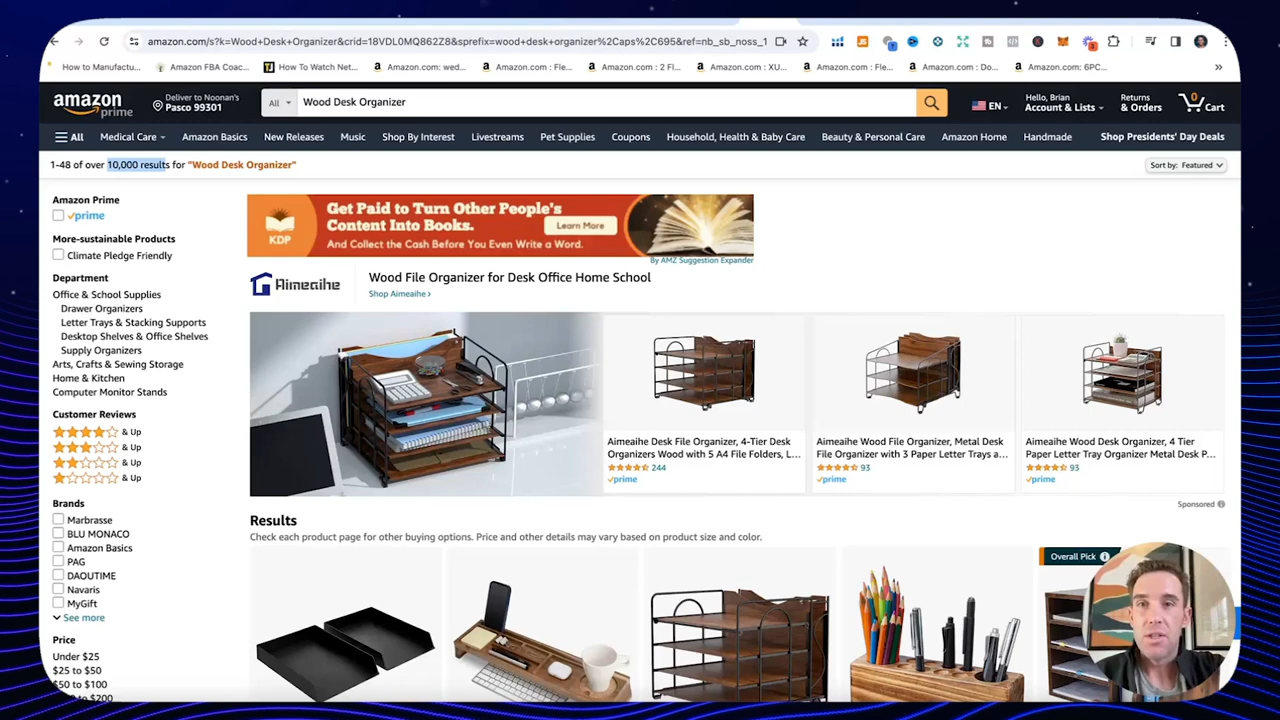 amazon.com/s?k=Wood+Desk+Organizer&crid=18VDL0MQ862Z8&sprefix=wood+desk+organizer%2Caps%2C695&ref=nb_sb_noss_1
How to Manufactu...
Amazon FBA Coac...
How To Watch Net...
Amazon.com: wed...
Amazon.com : Fle...
Amazon.com : 2 Fl...
Amazon.com : XU...
Amazon.com : Fle...
Amazon.com : Do...
Amazon.com: 6PC...
amazon prime
Deliver to Noonan's
Pasco 99301
All
Wood Desk Organizer
EN
Hello, Brian
Account & Lists
Returns
& Orders
0
Cart
All
Medical Care
Amazon Basics
New Releases
Music
Shop By Interest
Livestreams
Pet Supplies
Coupons
Household, Health & Baby Care
Beauty & Personal Care
Amazon Home
Handmade
Shop Presidents' Day Deals
1-48 of over 10,000 results for "Wood Desk Organizer"
Sort by: Featured
Amazon Prime
prime
More-sustainable Products
Climate Pledge Friendly
Department
Office & School Supplies
Drawer Organizers
Letter Trays & Stacking Supports
Desktop Shelves & Office Shelves
Supply Organizers
Arts, Crafts & Sewing Storage
Home & Kitchen
Computer Monitor Stands
Customer Reviews
& Up
& Up
& Up
& Up
Brands
Marbrasse
BLU MONACO
Amazon Basics
PAG
DAOUTIME
Navaris
MyGift
See more
Price
Under $25
$25 to $50
$50 to $100
to $200
KDP
Get Paid to Turn Other People's
Content Into Books.
And Collect the Cash Before You Even Write a Word.
Learn More
By AMZ Suggestion Expander
Aimeaihe
Wood File Organizer for Desk Office Home School
Shop Aimeaihe ›
Aimeaihe Desk File Organizer, 4-Tier Desk
Organizers Wood with 5 A4 File Folders, L...
244
prime
Aimeaihe Wood File Organizer, Metal Desk
File Organizer with 3 Paper Letter Trays a...
93
prime
Aimeaihe Wood Desk Organizer, 4 Tier
Paper Letter Tray Organizer Metal Desk P...
93
prime
Sponsored
Results
Check each product page for other buying options. Price and other details may vary based on product size and color.
Overall Pick